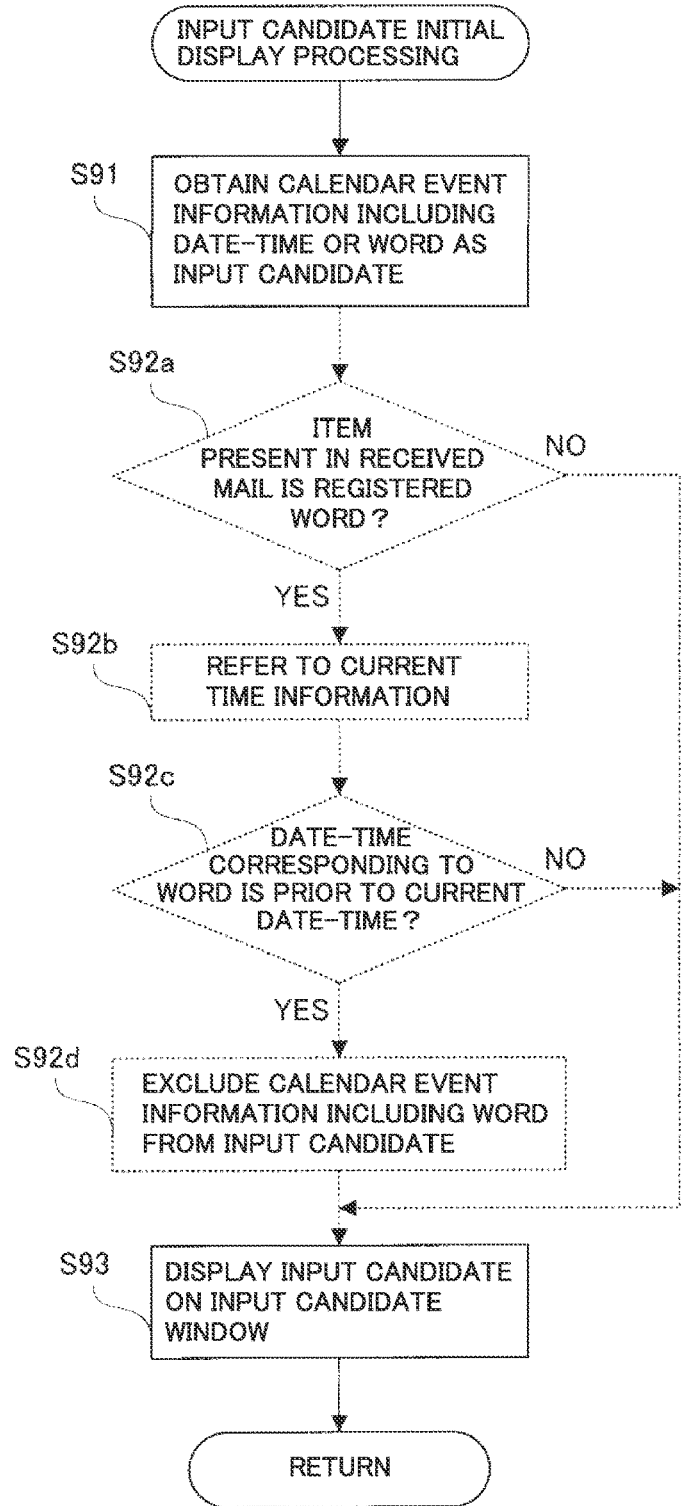 INPUT CANDIDATE INITIAL
DISPLAY PROCESSING
S91
OBTAIN CALENDAR EVENT
INFORMATION INCLUDING
DATE-TIME OR WORD AS
INPUT CANDIDATE
S92a
ITEM
PRESENT IN RECEIVED
MAIL IS REGISTERED
WORD?
NO
YES
S92b
REFER TO CURRENT
TIME INFORMATION
S92c
DATE-TIME
CORRESPONDING TO
WORD IS PRIOR TO CURRENT
DATE-TIME?
NO
YES
S92d
EXCLUDE CALENDAR EVENT
INFORMATION INCLUDING WORD
FROM INPUT CANDIDATE
S93
DISPLAY INPUT CANDIDATE
ON INPUT CANDIDATE
WINDOW
RETURN